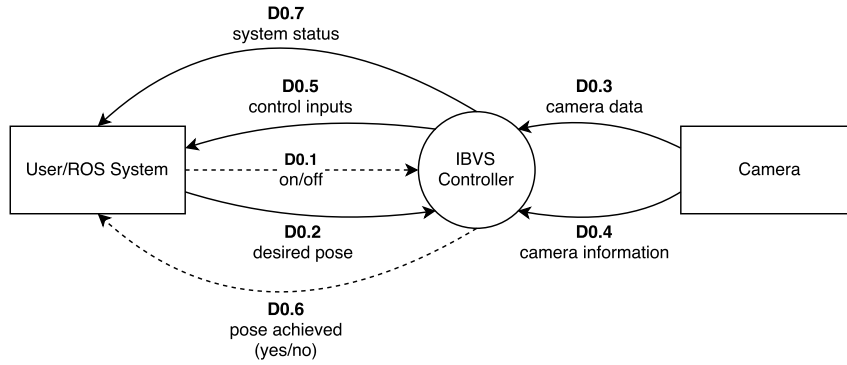 D0.7
system status
D0.5
control inputs
D0.3
camera data
User/ROS System
D0.1
on/off
IBVS
Controller
Camera
D0.2
desired pose
D0.4
camera information
D0.6
pose achieved
(yes/no)